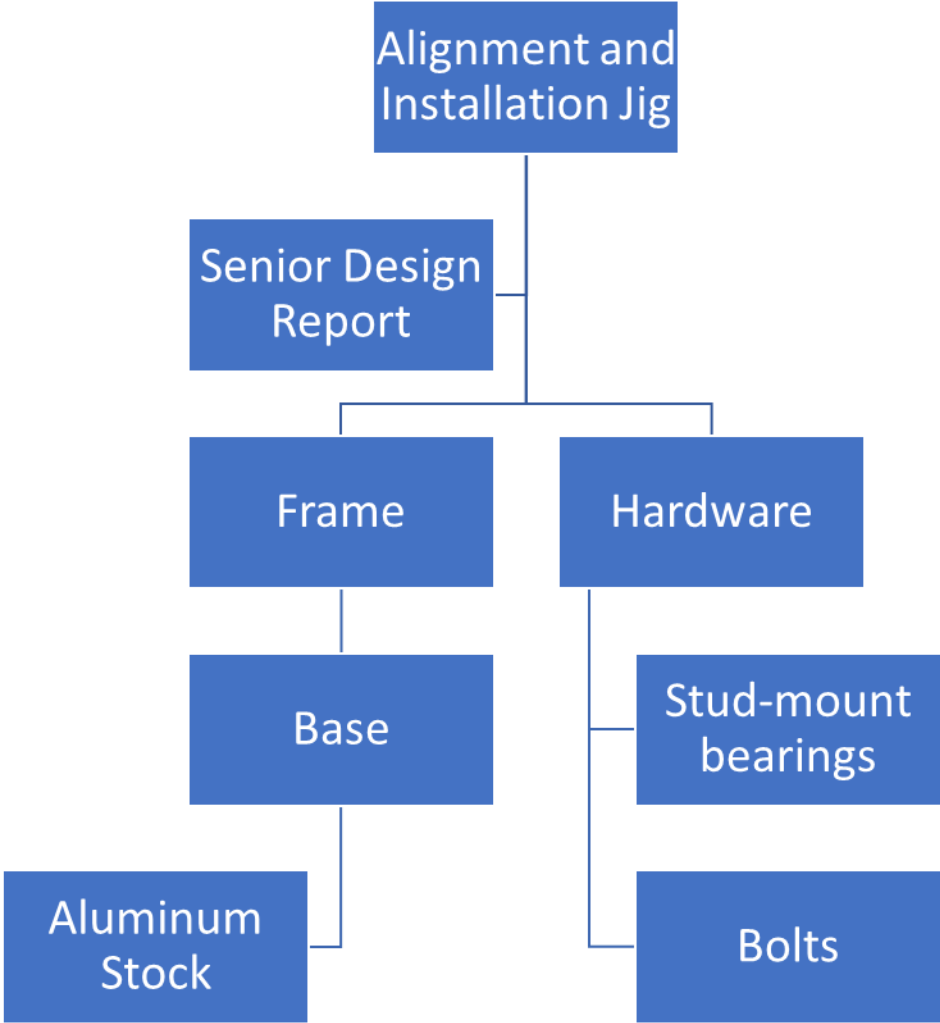 Alignment and
Installation Jig
Senior Design
Report
Frame
Hardware
Base
Stud-mount
bearings
Aluminum
Stock
Bolts